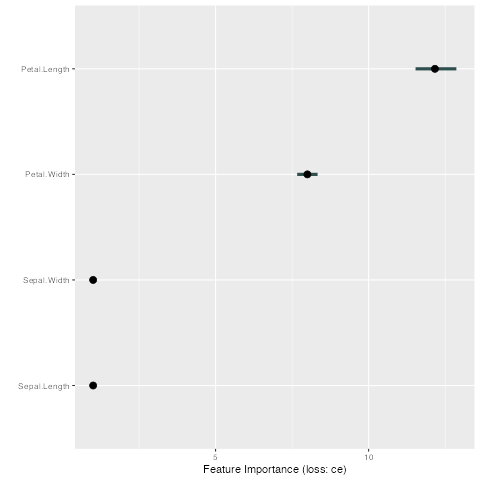 Petal.Length
Petal.Width
Sepal.Width
Sepal.Length
5 10
Feature Importance (loss: ce)